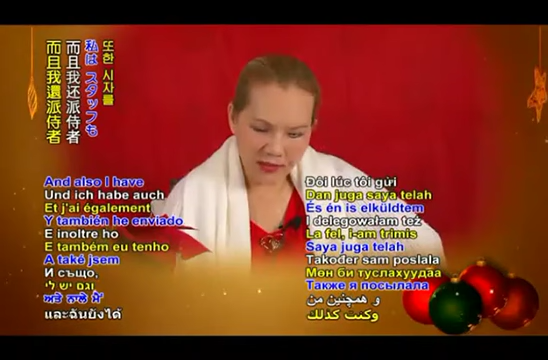 또한 시자를
私は スタッフも
而且我还派侍者
而且我還派侍者
And also I have
Und ich habe auch
Et j'ai également
Y también he enviado
E inoltre ho
E também eu tenho
A také jsem
И също,
וגם יש לי
ਅਤੇ ਨਾਲੇ ਮੈਂ
และฉันยังได้
Đôi lúc tôi gửi
Dan juga saya telah
És én is elküldtem
I delegowałam też
La fel, i-am trimis
Saya juga telah
Također sam poslala
Мөн би туслахуудаа
Также я посылала
و همچنین من
وكنت كذلك